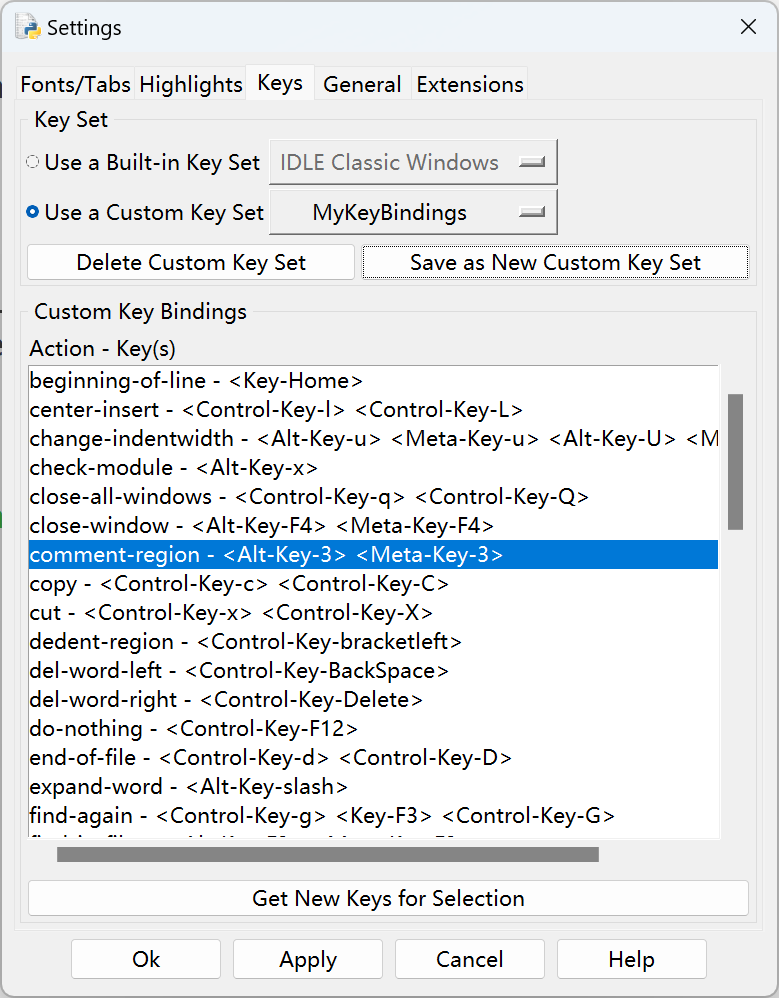 Settings
Fonts/Tabs Highlights Keys General Extensions
Key Set
Use a Built-in Key Set IDLE Classic Windows
Use a Custom Key Set MyKeyBindings
Delete Custom Key Set Save as New Custom Key Set
Custom Key Bindings
Action - Key(s)
beginning-of-line - <Key-Home>
center-insert - <Control-Key-l> <Control-Key-L>
change-indentwidth - <Alt-Key-u> <Meta-Key-u> <Alt-Key-U> <M
check-module - <Alt-Key-x>
close-all-windows - <Control-Key-q> <Control-Key-Q>
close-window - <Alt-Key-F4> <Meta-Key-F4>
comment-region - <Alt-Key-3> <Meta-Key-3>
copy - <Control-Key-c> <Control-Key-C>
cut - <Control-Key-x> <Control-Key-X>
dedent-region - <Control-Key-bracketleft>
del-word-left - <Control-Key-BackSpace>
del-word-right - <Control-Key-Delete>
do-nothing - <Control-Key-F12>
end-of-file - <Control-Key-d> <Control-Key-D>
expand-word - <Alt-Key-slash>
find-again - <Control-Key-g> <Key-F3> <Control-Key-G>
Get New Keys for Selection
Ok Apply Cancel Help